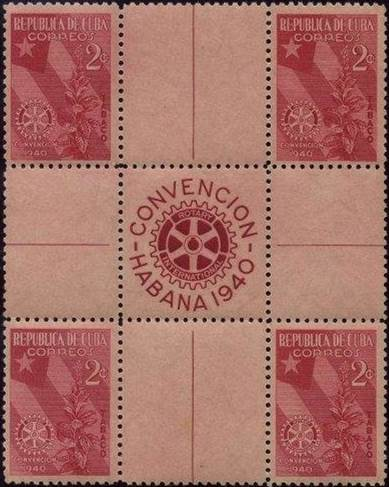 REPUBLICA DE CUBA
CORREOS
2¢
TABACO
CONVENCION
1940
REPUBLICA DE CUBA
CORREOS
2¢
TABACO
CONVENCION
1940
CONVENCION
ROTARY
INTERNATIONAL
HABANA 1940
REPUBLICA DE CUBA
CORREOS
2¢
TABACO
CONVENCION
1940
REPUBLICA DE CUBA
CORREOS
2¢
TABACO
CONVENCION
1940